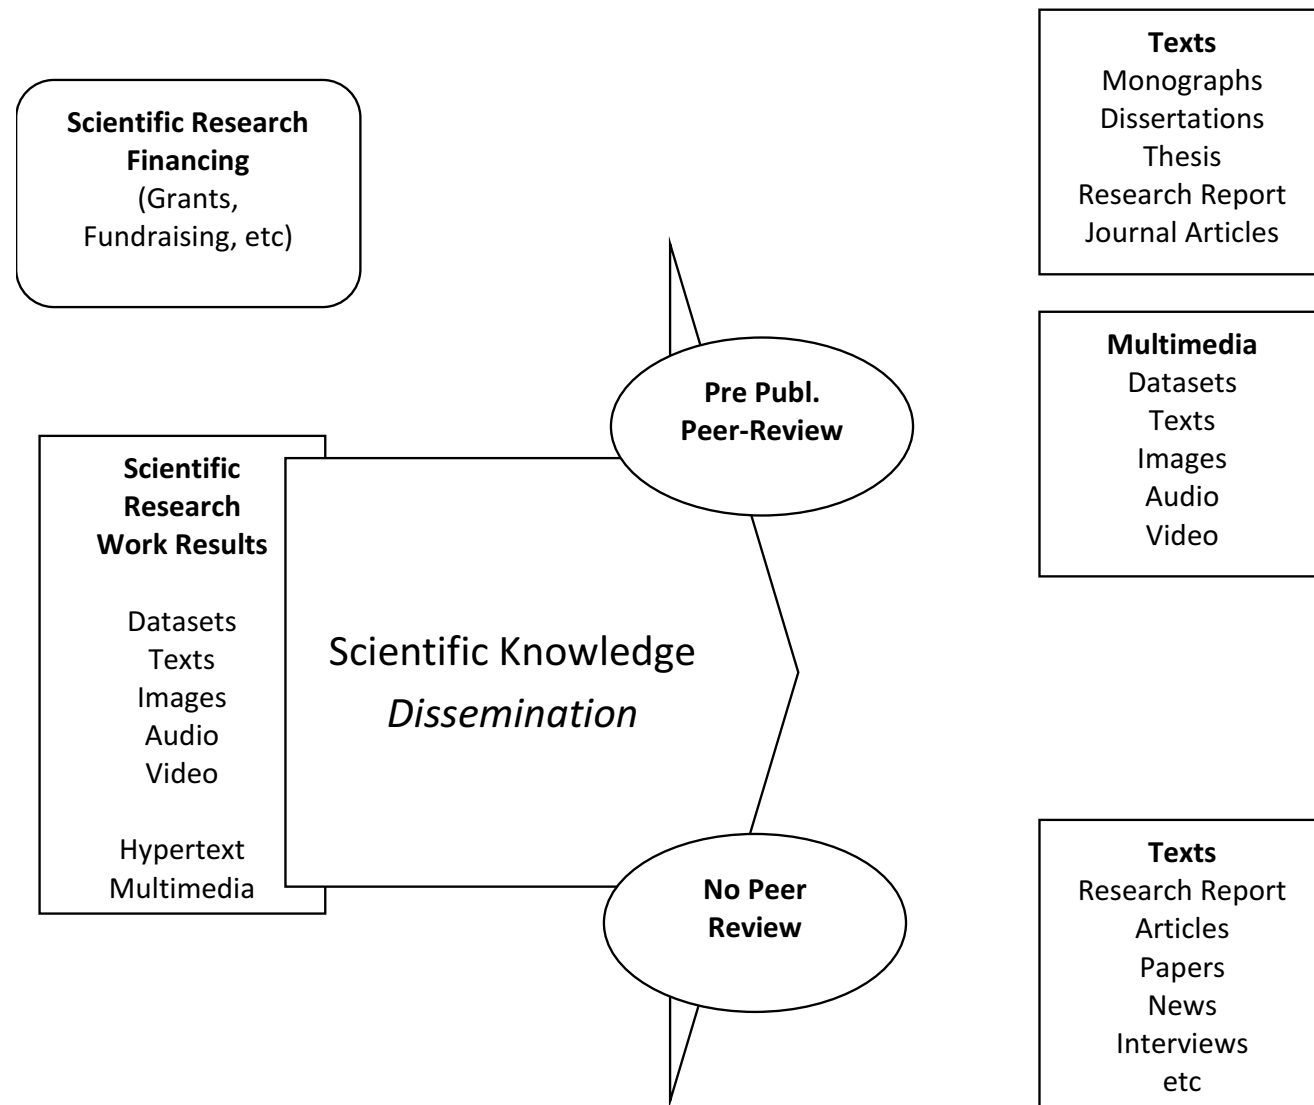 Scientific Research
Financing
(Grants,
Fundraising, etc)
Scientific
Research
Work Results
Datasets
Texts
Images
Audio
Video
Hypertext
Multimedia
Scientific Knowledge
Dissemination
Pre Publ.
Peer-Review
No Peer
Review
Texts
Monographs
Dissertations
Thesis
Research Report
Journal Articles
Multimedia
Datasets
Texts
Images
Audio
Video
Texts
Research Report
Articles
Papers
News
Interviews
etc